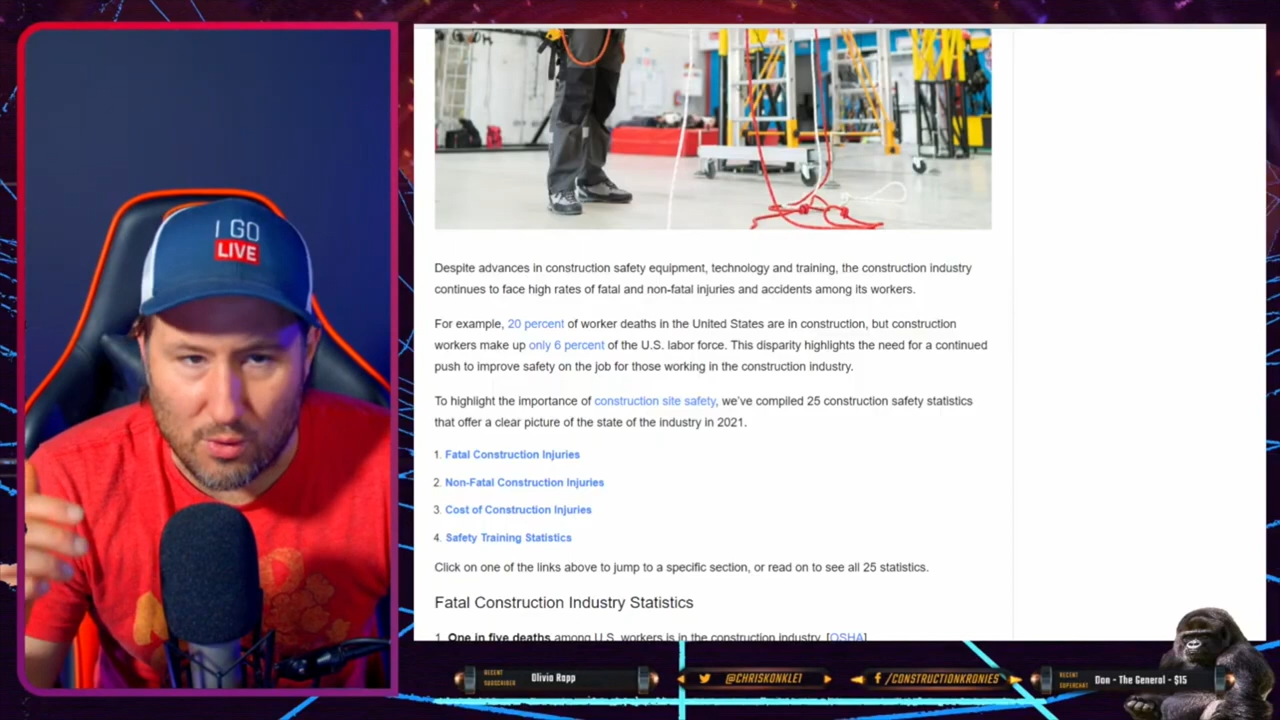 I GO
LIVE
Despite advances in construction safety equipment, technology and training, the construction industry
continues to face high rates of fatal and non-fatal injuries and accidents among its workers.
For example, 20 percent of worker deaths in the United States are in construction, but construction
workers make up only 6 percent of the U.S. labor force. This disparity highlights the need for a continued
push to improve safety on the job for those working in the construction industry.
To highlight the importance of construction site safety, we've compiled 25 construction safety statistics
that offer a clear picture of the state of the industry in 2021.
1. Fatal Construction Injuries
2. Non-Fatal Construction Injuries
3. Cost of Construction Injuries
4. Safety Training Statistics
Click on one of the links above to jump to a specific section, or read on to see all 25 statistics.
Fatal Construction Industry Statistics
1. One in five deaths among U.S. workers is in the construction industry. [OSHA]
RECENT
SUBSCRIBER
Olivia Rapp
@CHRISKONKLE1
/CONSTRUCTIONKRONIES
RECENT
SUPERCHAT
Don - The General - $15